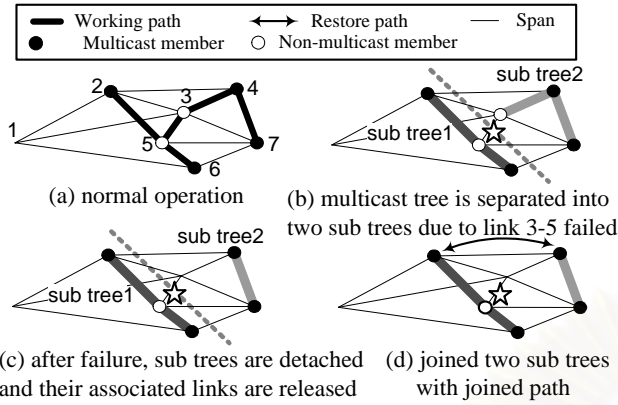 Working path Restore path Span
Multicast member Non-multicast member
2
3
4
1
5
6
7
(a) normal operation
sub tree2
sub tree1
(b) multicast tree is separated into
two sub trees due to link 3-5 failed
sub tree2
sub tree1
(c) after failure, sub trees are detached
and their associated links are released
(d) joined two sub trees
with joined path